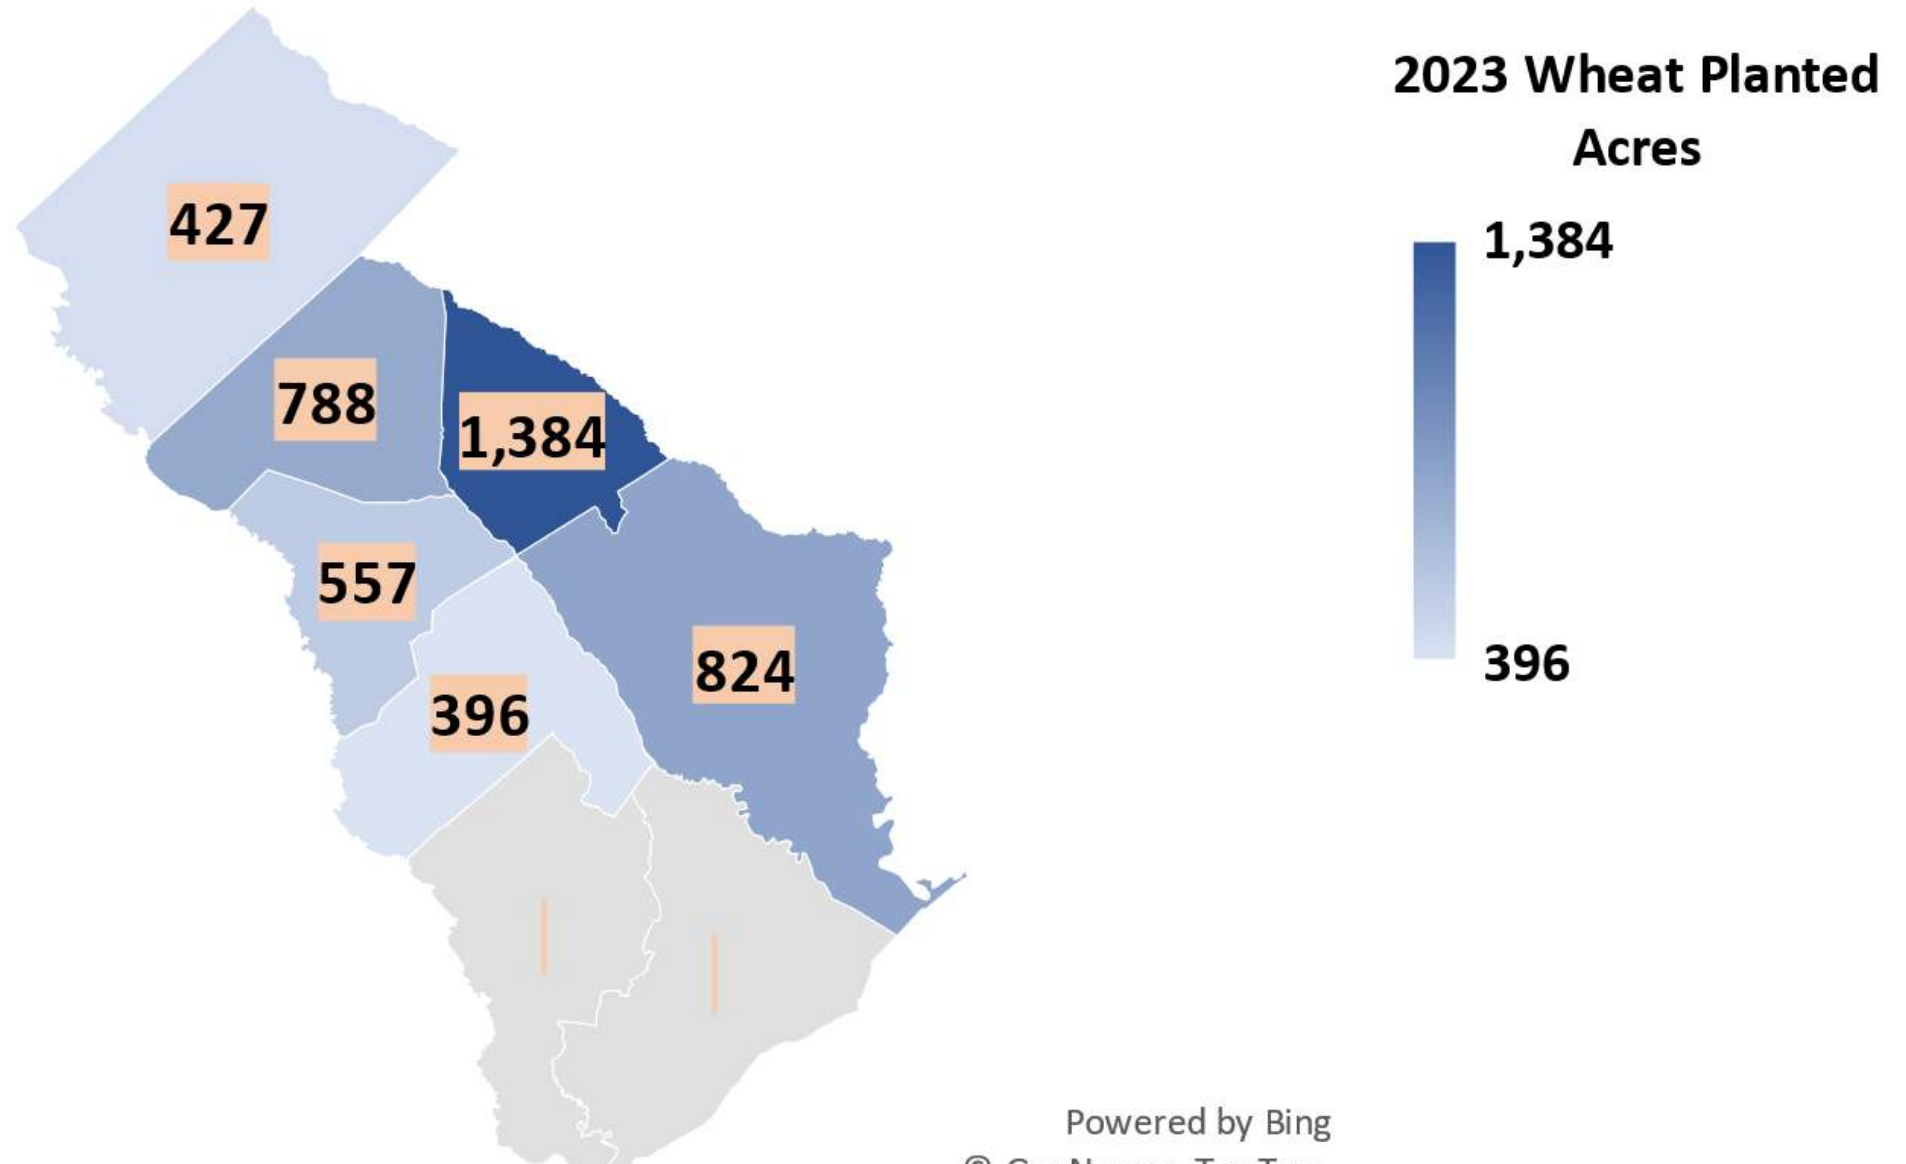 2023 Wheat Planted
Acres
1,384
396
427
788
1,384
557
824
396
Powered by Bing